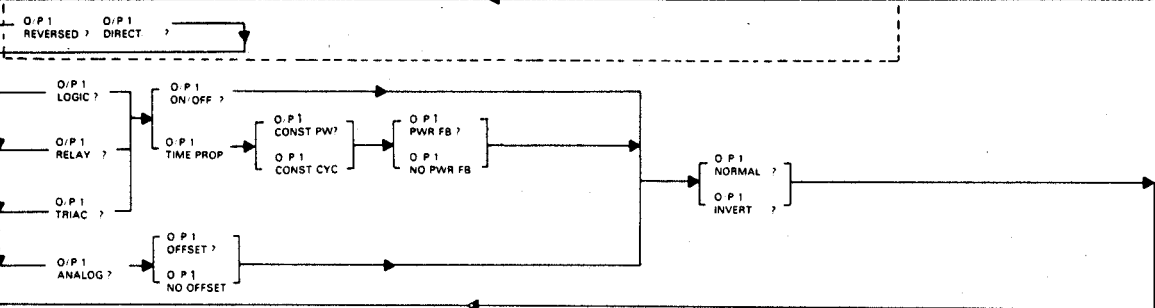 O/P 1 O/P 1
REVERSED ? DIRECT ?
O/P 1
LOGIC ?
O/P 1
ON/OFF ?
O/P 1
RELAY ?
O/P 1
TIME PROP
O/P 1
CONST PW?
O P 1
CONST CYC
O P 1
PWR FB ?
O P 1
NO PWR FB
O/P 1
TRIAC ?
O P 1
NORMAL ?
O P 1
INVERT ?
O/P 1
ANALOG ?
O P 1
OFFSET ?
O P 1
NO OFFSET